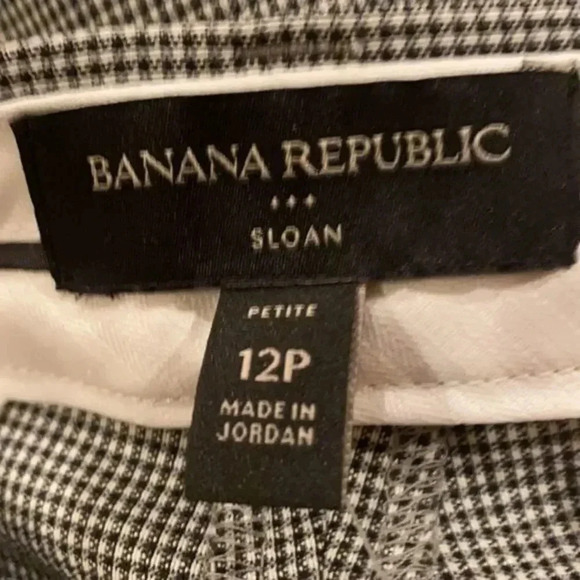 BANANA REPUBLIC
SLOAN
PETITE
12P
MADE IN
JORDAN